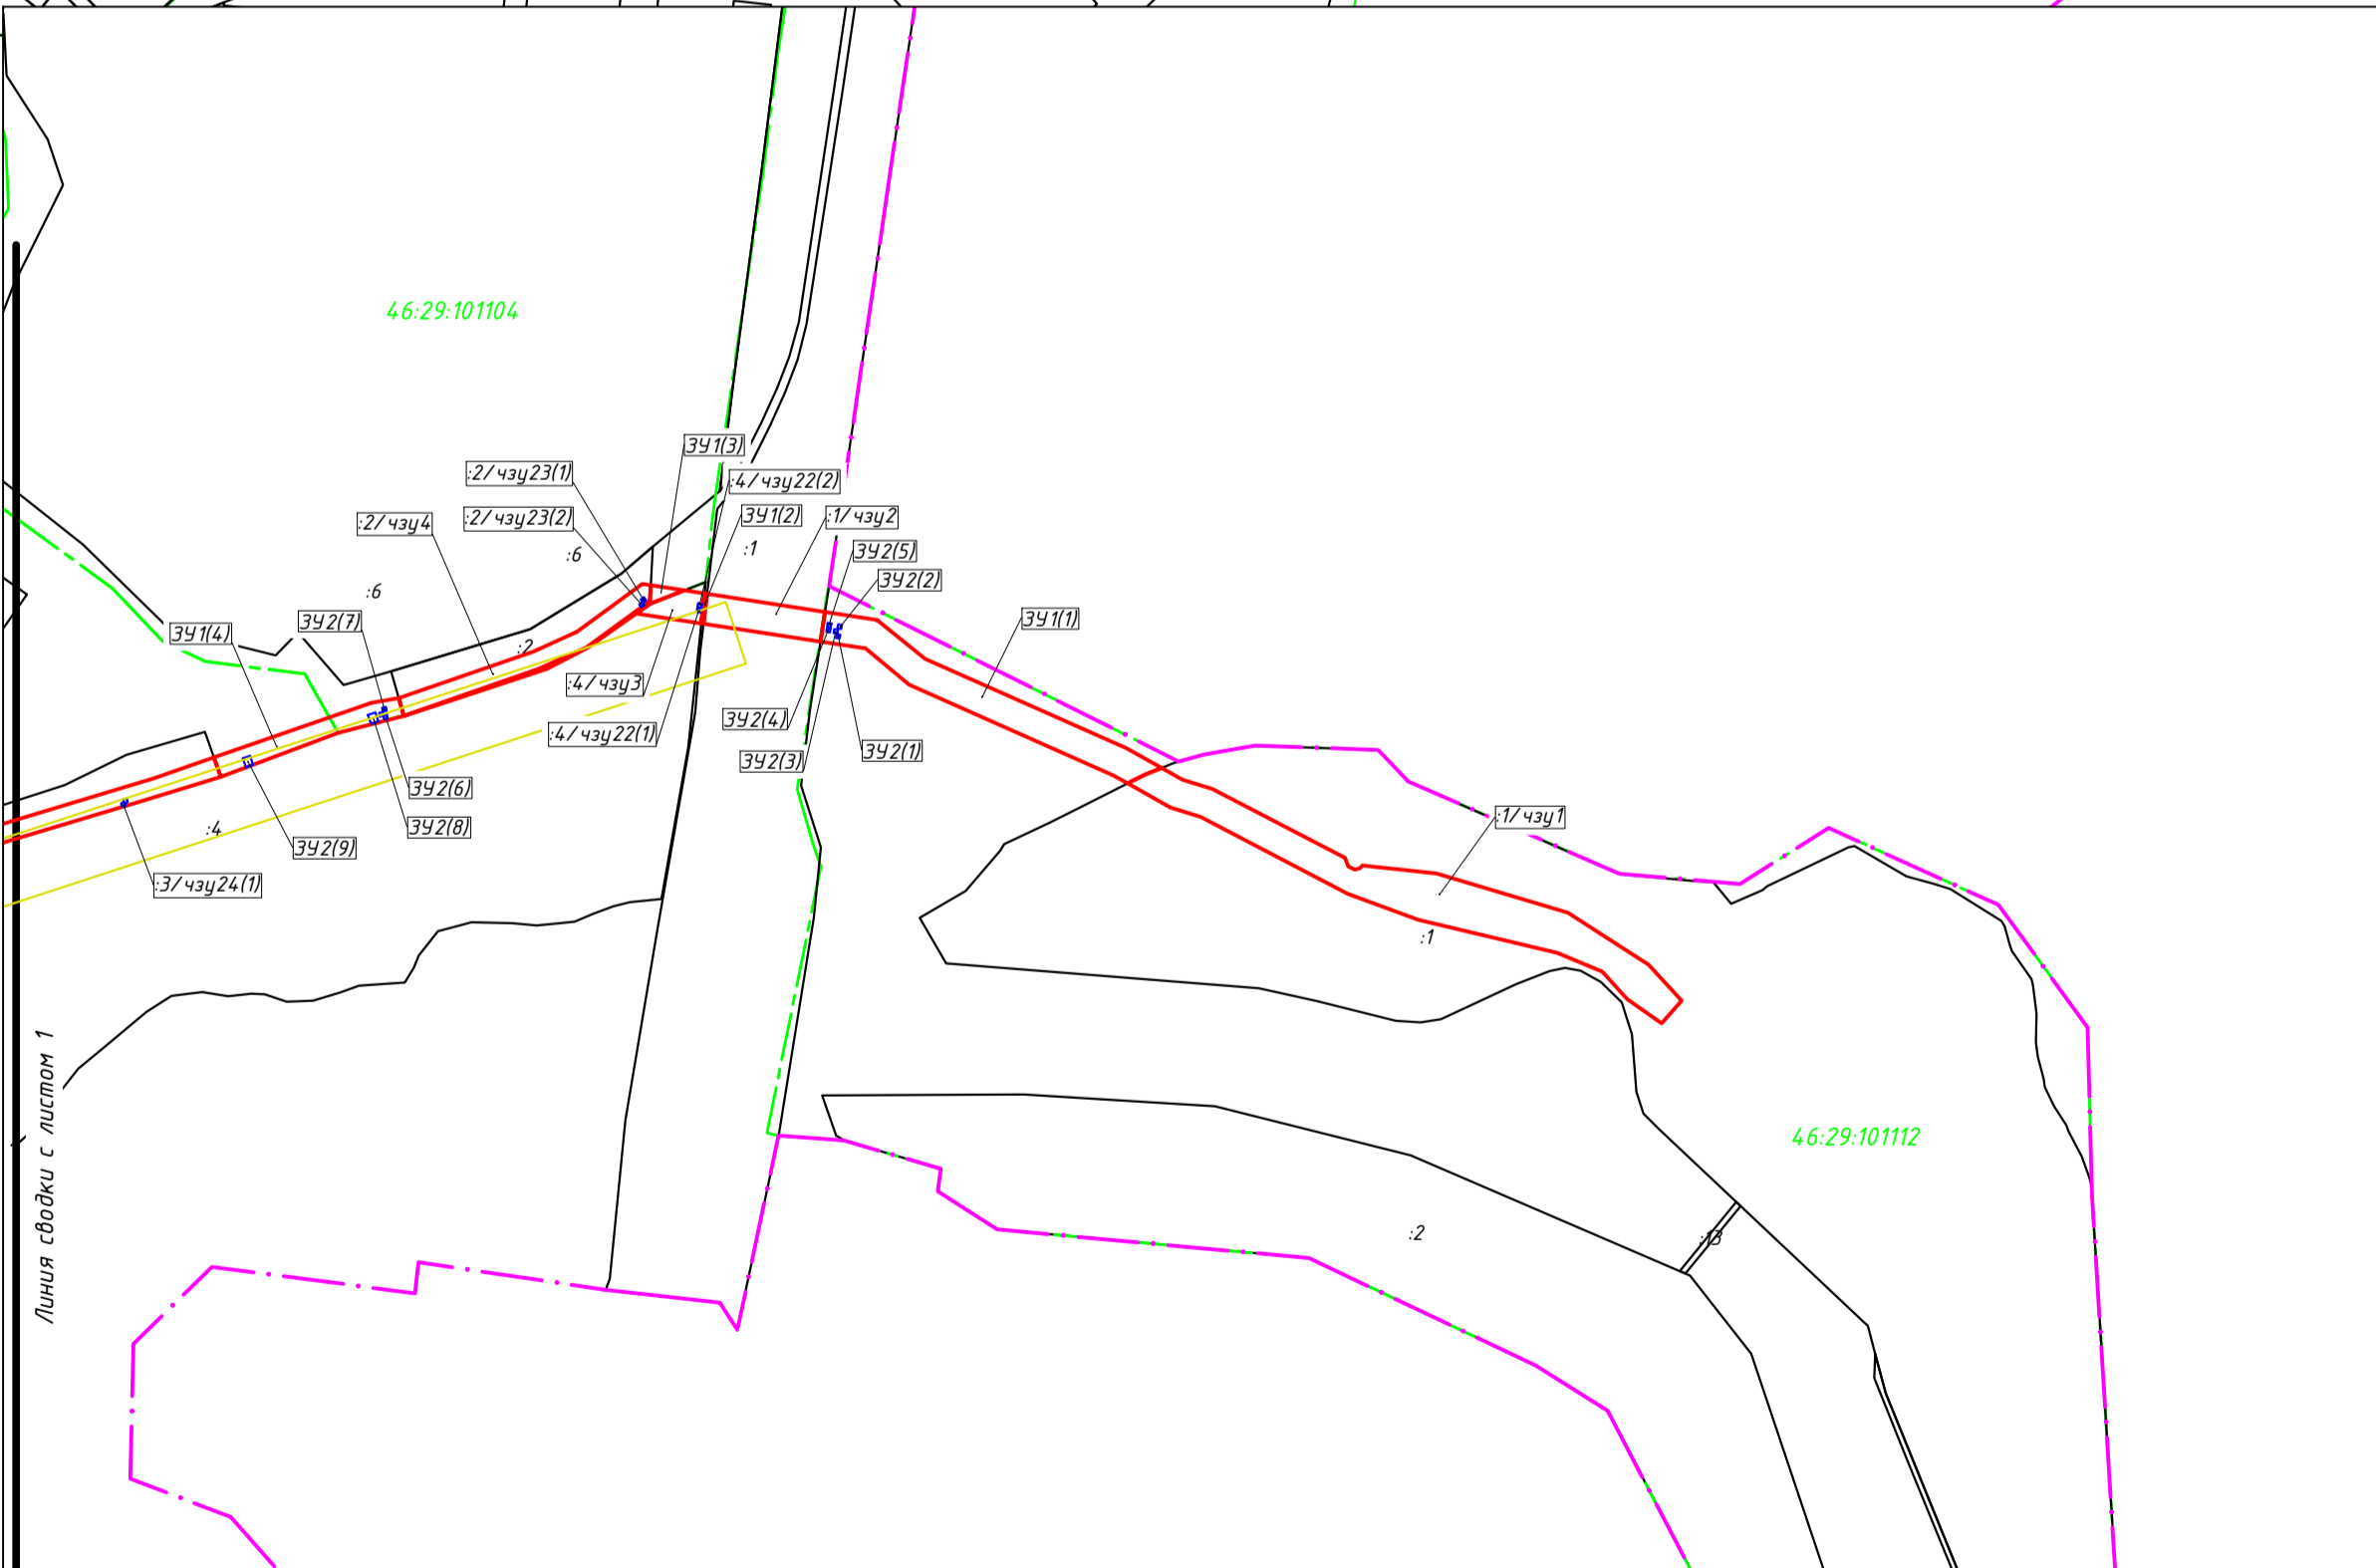 46:29:101104
ЗУ1(3)
:2/чзу23(1)
:4/чзу22(2)
:2/чзу4
:2/чзу23(2)
ЗУ1(2)
:1/чзу2
:6
:1
ЗУ2(5)
ЗУ2(2)
:6
ЗУ1(4)
ЗУ2(7)
:2
ЗУ1(1)
:4/чзу3
:4/чзу22(1)
ЗУ2(4)
ЗУ2(3)
ЗУ2(1)
ЗУ2(6)
:4
ЗУ2(8)
:1/чзу1
ЗУ2(9)
:3/чзу24(1)
:1
Линия сводки с листом 1
46:29:101112
:2
:13